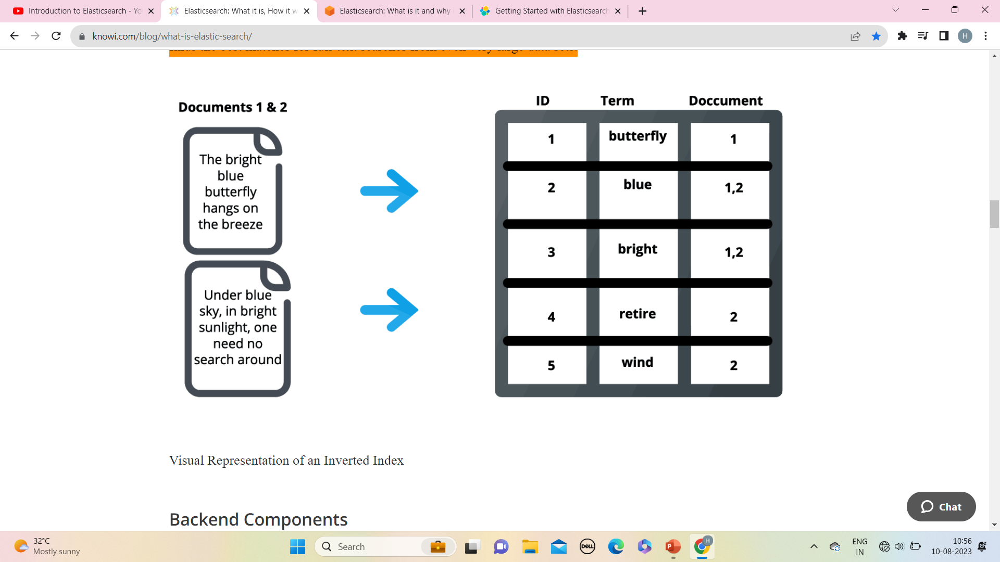 Introduction to Elasticsearch - Yo
Elasticsearch: What it is, How it w
Elasticsearch: What is it and why
Getting Started with Elasticsearch
knowi.com/blog/what-is-elastic-search/
H
Documents 1 & 2
The bright
blue
butterfly
hangs on
the breeze
Under blue
sky, in bright
sunlight, one
need no
search around
ID Term Doccument
1 butterfly 1
2 blue 1,2
3 bright 1,2
4 retire 2
5 wind 2
Visual Representation of an Inverted Index
Backend Components
Chat
32°C
Mostly sunny
Search
DELL
P
H
ENG
IN
10:56
10-08-2023